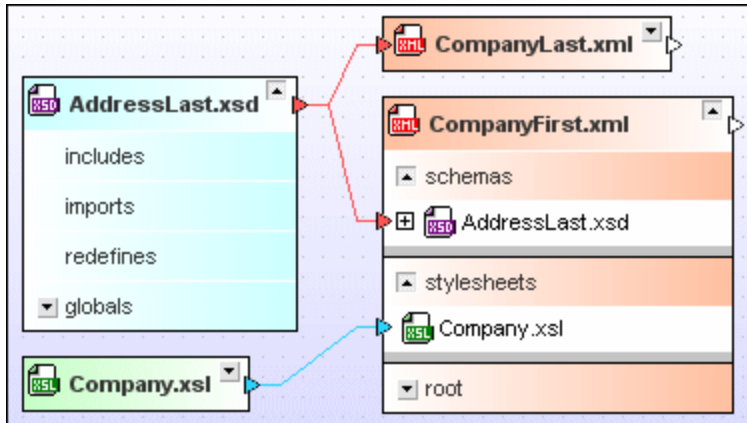 CompanyLast.xml
AddressLast.xsd
includes
imports
redefines
globals
Company.xsl
CompanyFirst.xml
schemas
AddressLast.xsd
stylesheets
Company.xsl
root